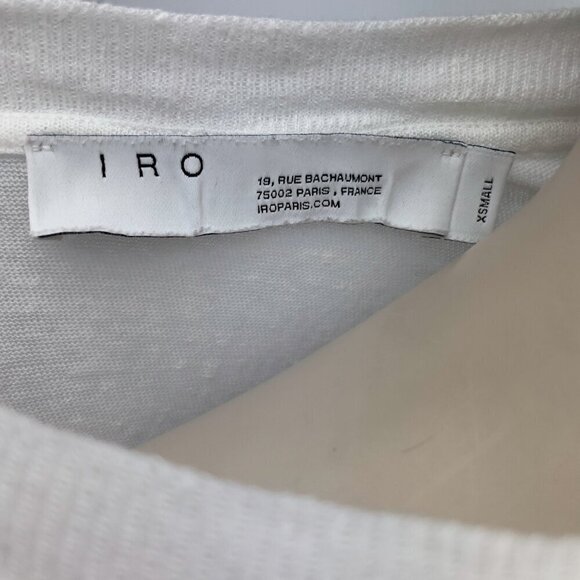 IRO
19, RUE BACHAUMONT
75002 PARIS , FRANCE
IROPARIS.COM
XSMALL